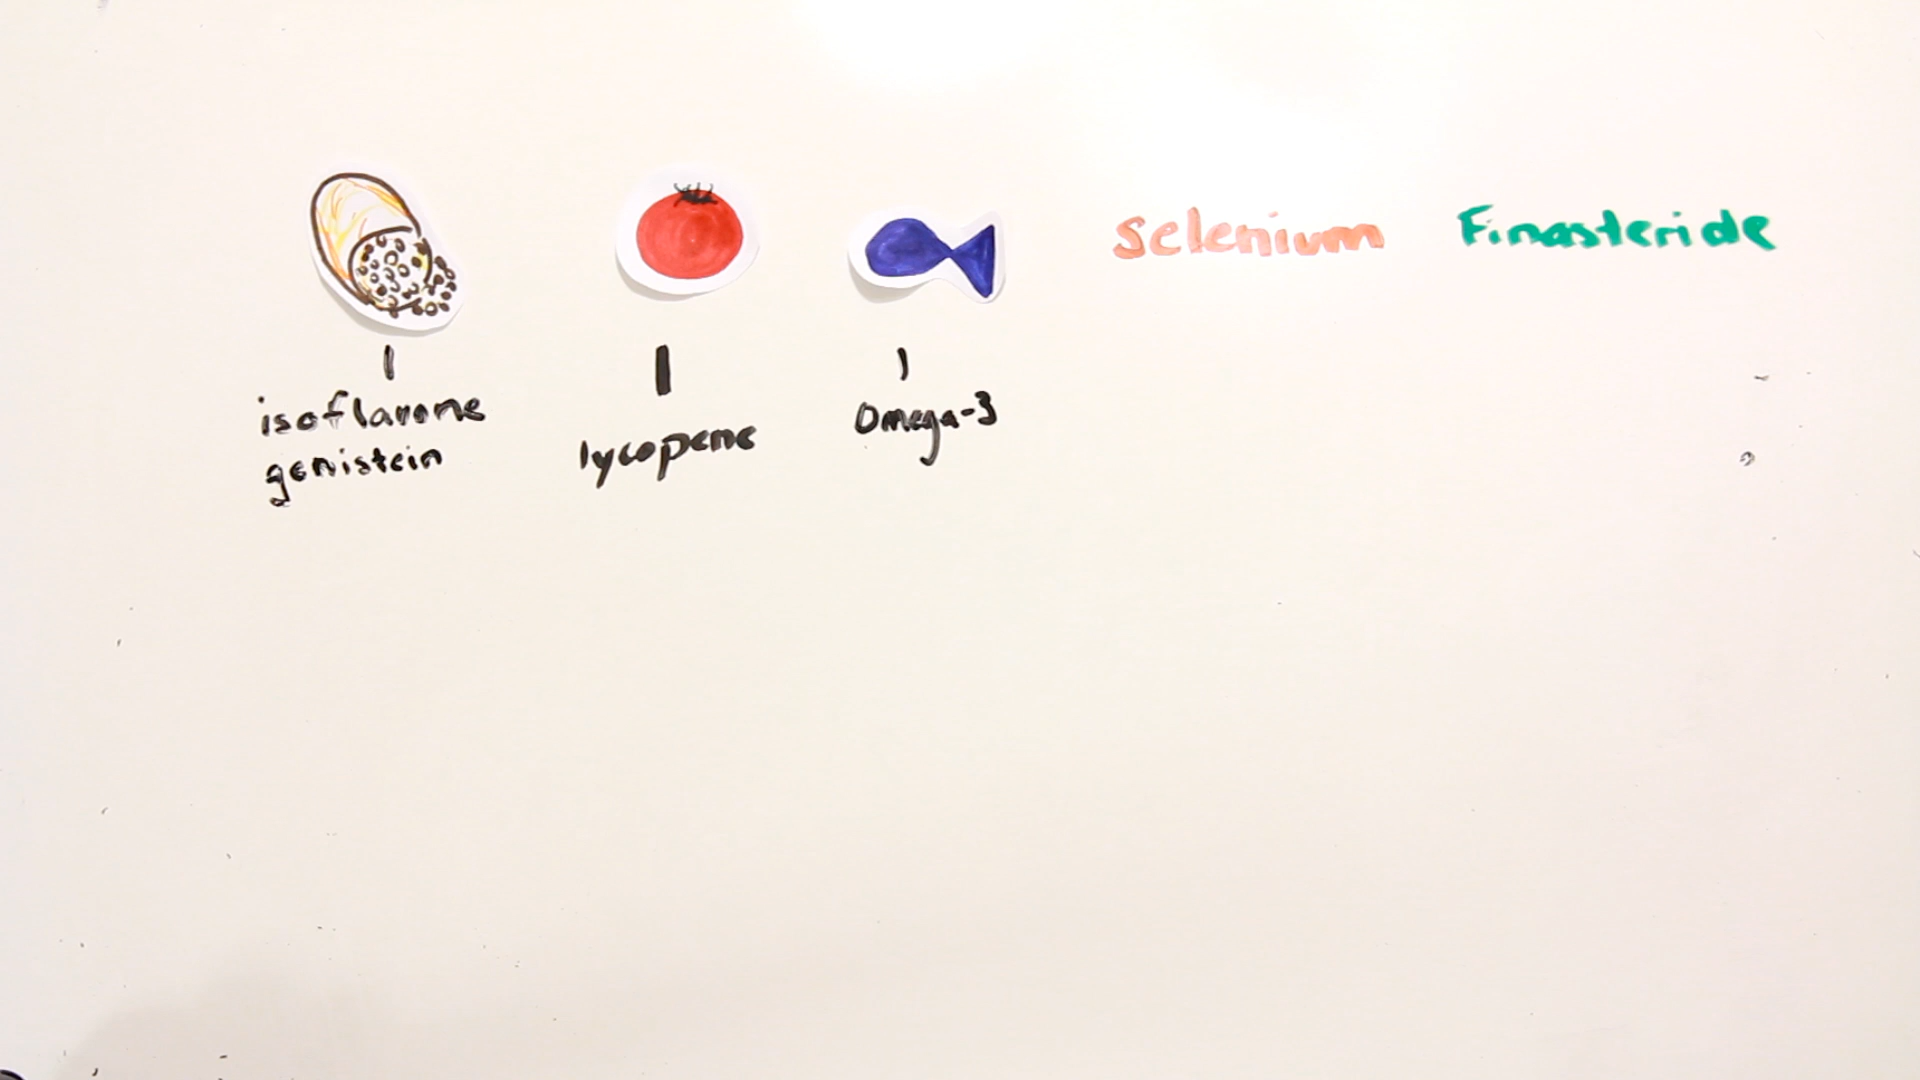 Selenium Finasteride
isoflavone
genistein
lycopene
Omega-3